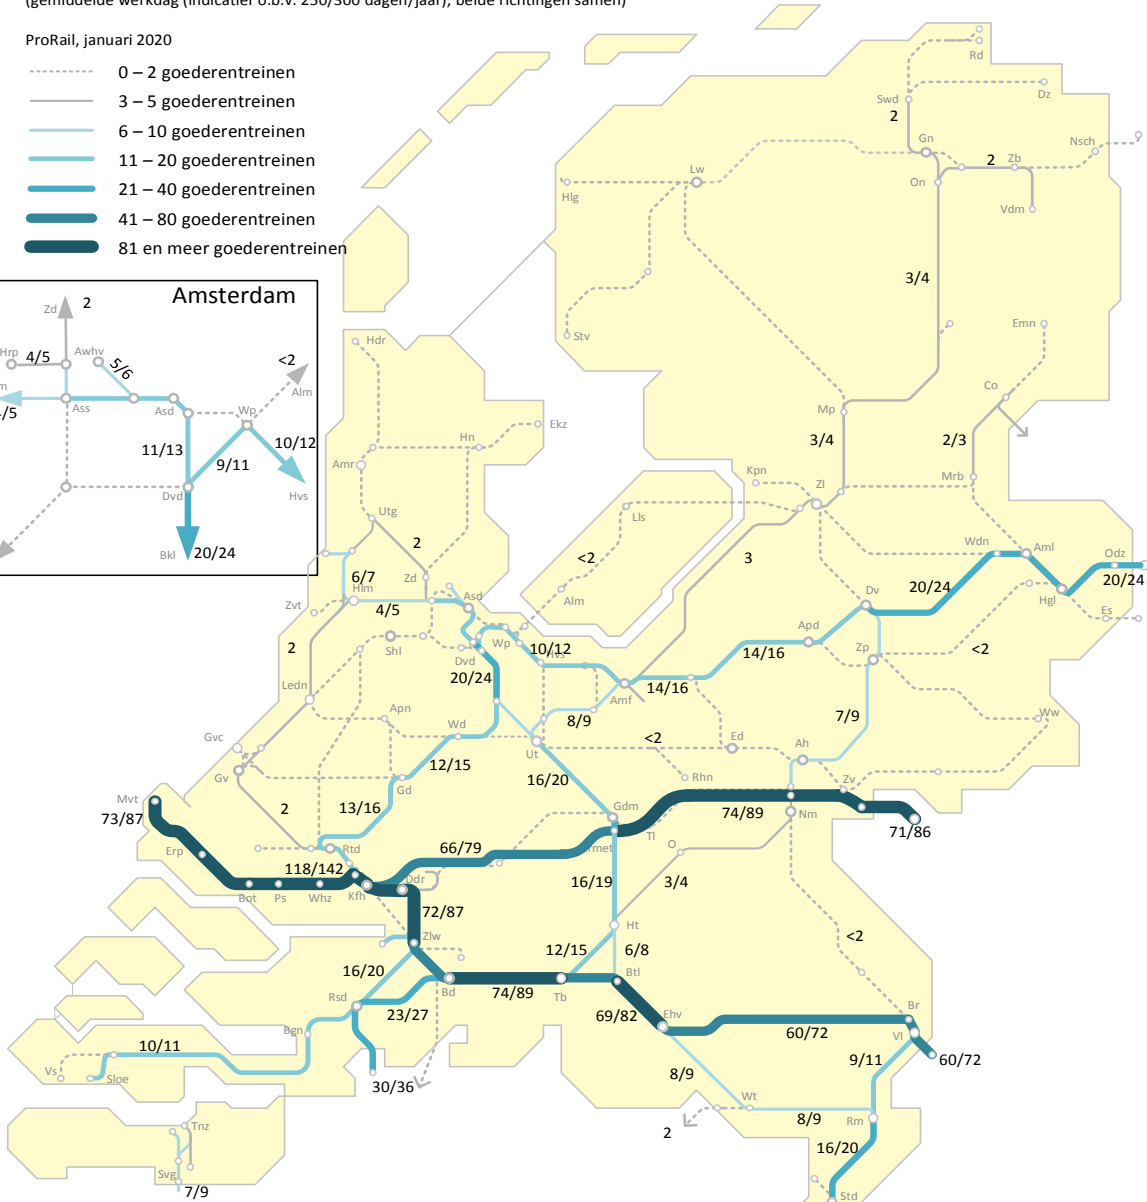 (gemiddelde werkdag (indicatief o.b.v. 250/300 dagen/jaar), beide richtingen samen)
ProRail, januari 2020
0 – 2 goederentreinen
3 – 5 goederentreinen
6 – 10 goederentreinen
11 – 20 goederentreinen
21 – 40 goederentreinen
41 – 80 goederentreinen
81 en meer goederentreinen
Amsterdam
Zd
2
Hrp
4/5
Awhv
5/6
<2
Alm
Ass
Asd
Wp
11/13
9/11
10/12
Hvs
Dvd
Bkl
20/24
Rd
Swd
2
Dz
Gn
2
Zb
Nsch
On
Vdm
Lw
Hlg
Stv
3/4
Emn
Co
Mp
3/4
2/3
Hdr
Hn
Ekz
Amr
Utg
2
Kpn
Zl
Mrb
Lls
<2
Alm
3
Wdn
Aml
Odz
20/24
20/24
Hgl
Es
6/7
Hlm
Zd
4/5
Asd
Zvt
Dv
Apd
14/16
Zp
<2
2
Shl
Wp
10/12
Hvs
Dvd
20/24
Amf
14/16
Ledn
Apn
8/9
7/9
Ww
Gvc
Gv
Wd
12/15
Ut
<2
Ed
Ah
16/20
Rhn
Zv
Gd
13/16
2
Mvt
73/87
Gdm
Tl
74/89
Nm
71/86
Erp
Rtd
66/79
O
118/142
16/19
3/4
Bot
Ps
Whz
Kfh
Ddr
72/87
Ht
<2
Zlw
12/15
6/8
16/20
Btl
Rsd
Bd
74/89
Tb
23/27
69/82
Ehv
60/72
Br
Vl
60/72
Bgn
10/11
9/11
Vs
Sloe
30/36
8/9
Wt
8/9
Rm
2
16/20
Tnz
Svg
7/9
Std